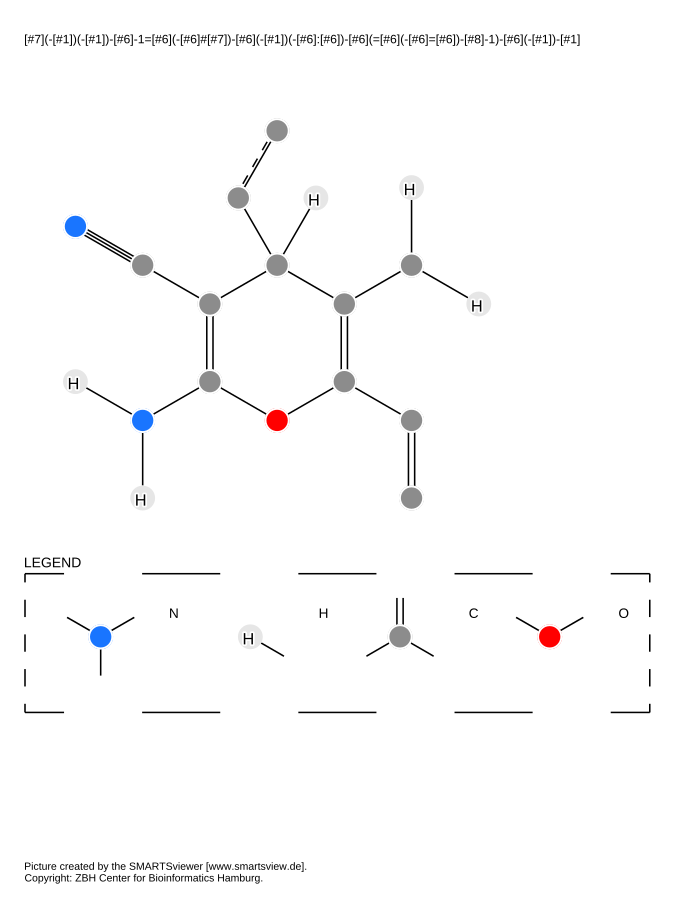 [#7](-[#1])(-[#1])-[#6]-1=[#6](-[#6]#[#7])-[#6](-[#1])(-[#6]:[#6])-[#6](=[#6](-[#6]=[#6])-[#8]-1)-[#6](-[#1])-[#1]
H
H
H
H
H
LEGEND
N H H C O
Picture created by the SMARTSviewer [www.smartsview.de].
Copyright: ZBH Center for Bioinformatics Hamburg.